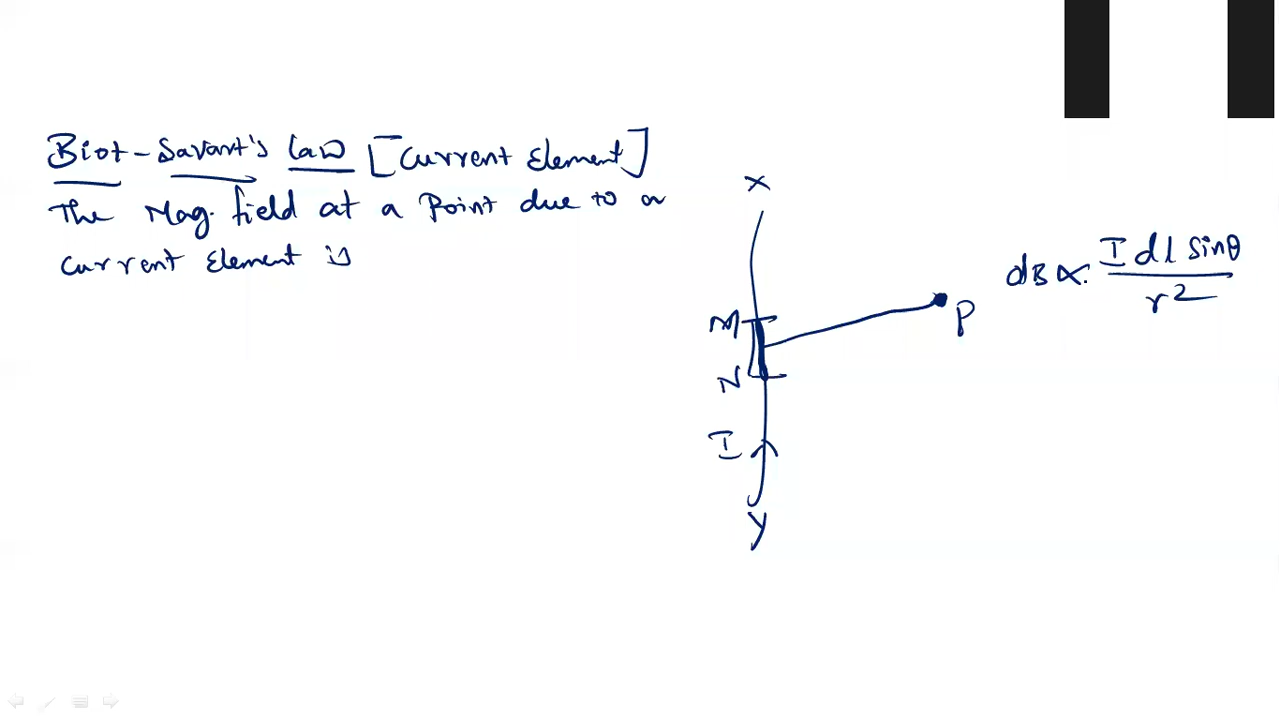 Biot-Savart's Law [Current Element]
The Mag. field at a Point due to a
Current Element is
X
M
N
I
Y
P
dB ∝ I dl sinθ / r²